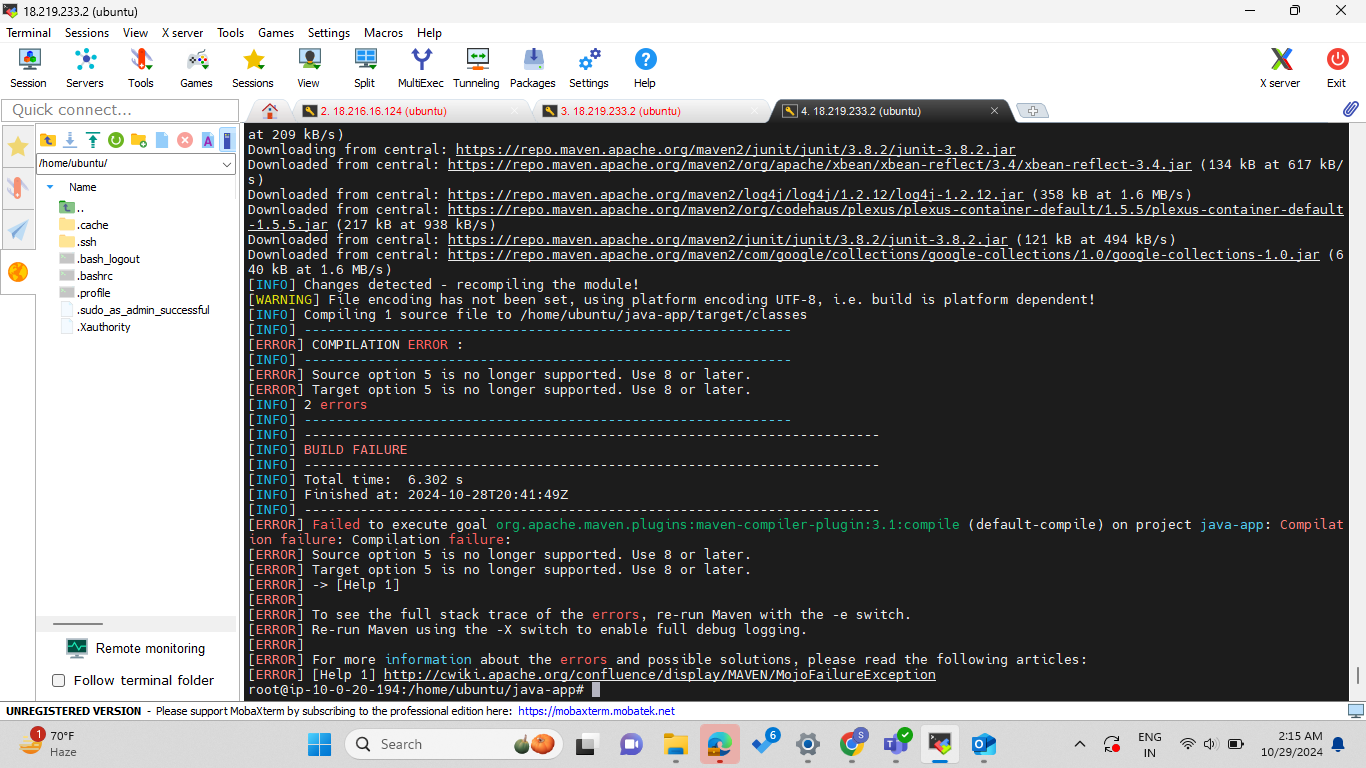 18.219.233.2 (ubuntu)
Terminal Sessions View X server Tools Games Settings Macros Help
Session Servers Tools Games Sessions View Split MultiExec Tunneling Packages Settings Help X server Exit
Quick connect...
2. 18.216.16.124 (ubuntu) 3. 18.219.233.2 (ubuntu) 4. 18.219.233.2 (ubuntu)
/home/ubuntu/
Name
..
.cache
.ssh
.bash_logout
.bashrc
.profile
.sudo_as_admin_successful
.Xauthority
Remote monitoring
Follow terminal folder
at 209 kB/s)
Downloading from central: https://repo.maven.apache.org/maven2/junit/junit/3.8.2/junit-3.8.2.jar
Downloaded from central: https://repo.maven.apache.org/maven2/org/apache/xbean/xbean-reflect/3.4/xbean-reflect-3.4.jar (134 kB at 617 kB/
s)
Downloaded from central: https://repo.maven.apache.org/maven2/log4j/log4j/1.2.12/log4j-1.2.12.jar (358 kB at 1.6 MB/s)
Downloaded from central: https://repo.maven.apache.org/maven2/org/codehaus/plexus/plexus-container-default/1.5.5/plexus-container-default
-1.5.5.jar (217 kB at 938 kB/s)
Downloaded from central: https://repo.maven.apache.org/maven2/junit/junit/3.8.2/junit-3.8.2.jar (121 kB at 494 kB/s)
Downloaded from central: https://repo.maven.apache.org/maven2/com/google/collections/google-collections/1.0/google-collections-1.0.jar (6
40 kB at 1.6 MB/s)
[INFO] Changes detected - recompiling the module!
[WARNING] File encoding has not been set, using platform encoding UTF-8, i.e. build is platform dependent!
[INFO] Compiling 1 source file to /home/ubuntu/java-app/target/classes
[INFO] -------------------------------------------------------------
[ERROR] COMPILATION ERROR :
[INFO] -------------------------------------------------------------
[ERROR] Source option 5 is no longer supported. Use 8 or later.
[ERROR] Target option 5 is no longer supported. Use 8 or later.
[INFO] 2 errors
[INFO] -------------------------------------------------------------
[INFO] ------------------------------------------------------------------------
[INFO] BUILD FAILURE
[INFO] ------------------------------------------------------------------------
[INFO] Total time:  6.302 s
[INFO] Finished at: 2024-10-28T20:41:49Z
[INFO] ------------------------------------------------------------------------
[ERROR] Failed to execute goal org.apache.maven.plugins:maven-compiler-plugin:3.1:compile (default-compile) on project java-app: Compilat
ion failure: Compilation failure:
[ERROR] Source option 5 is no longer supported. Use 8 or later.
[ERROR] Target option 5 is no longer supported. Use 8 or later.
[ERROR] -> [Help 1]
[ERROR]
[ERROR] To see the full stack trace of the errors, re-run Maven with the -e switch.
[ERROR] Re-run Maven using the -X switch to enable full debug logging.
[ERROR]
[ERROR] For more information about the errors and possible solutions, please read the following articles:
[ERROR] [Help 1] http://cwiki.apache.org/confluence/display/MAVEN/MojoFailureException
root@ip-10-0-20-194:/home/ubuntu/java-app#
UNREGISTERED VERSION - Please support MobaXterm by subscribing to the professional edition here: https://mobaxterm.mobatek.net
1
70°F
Haze
Search
6
S
ENG
IN
2:15 AM
10/29/2024